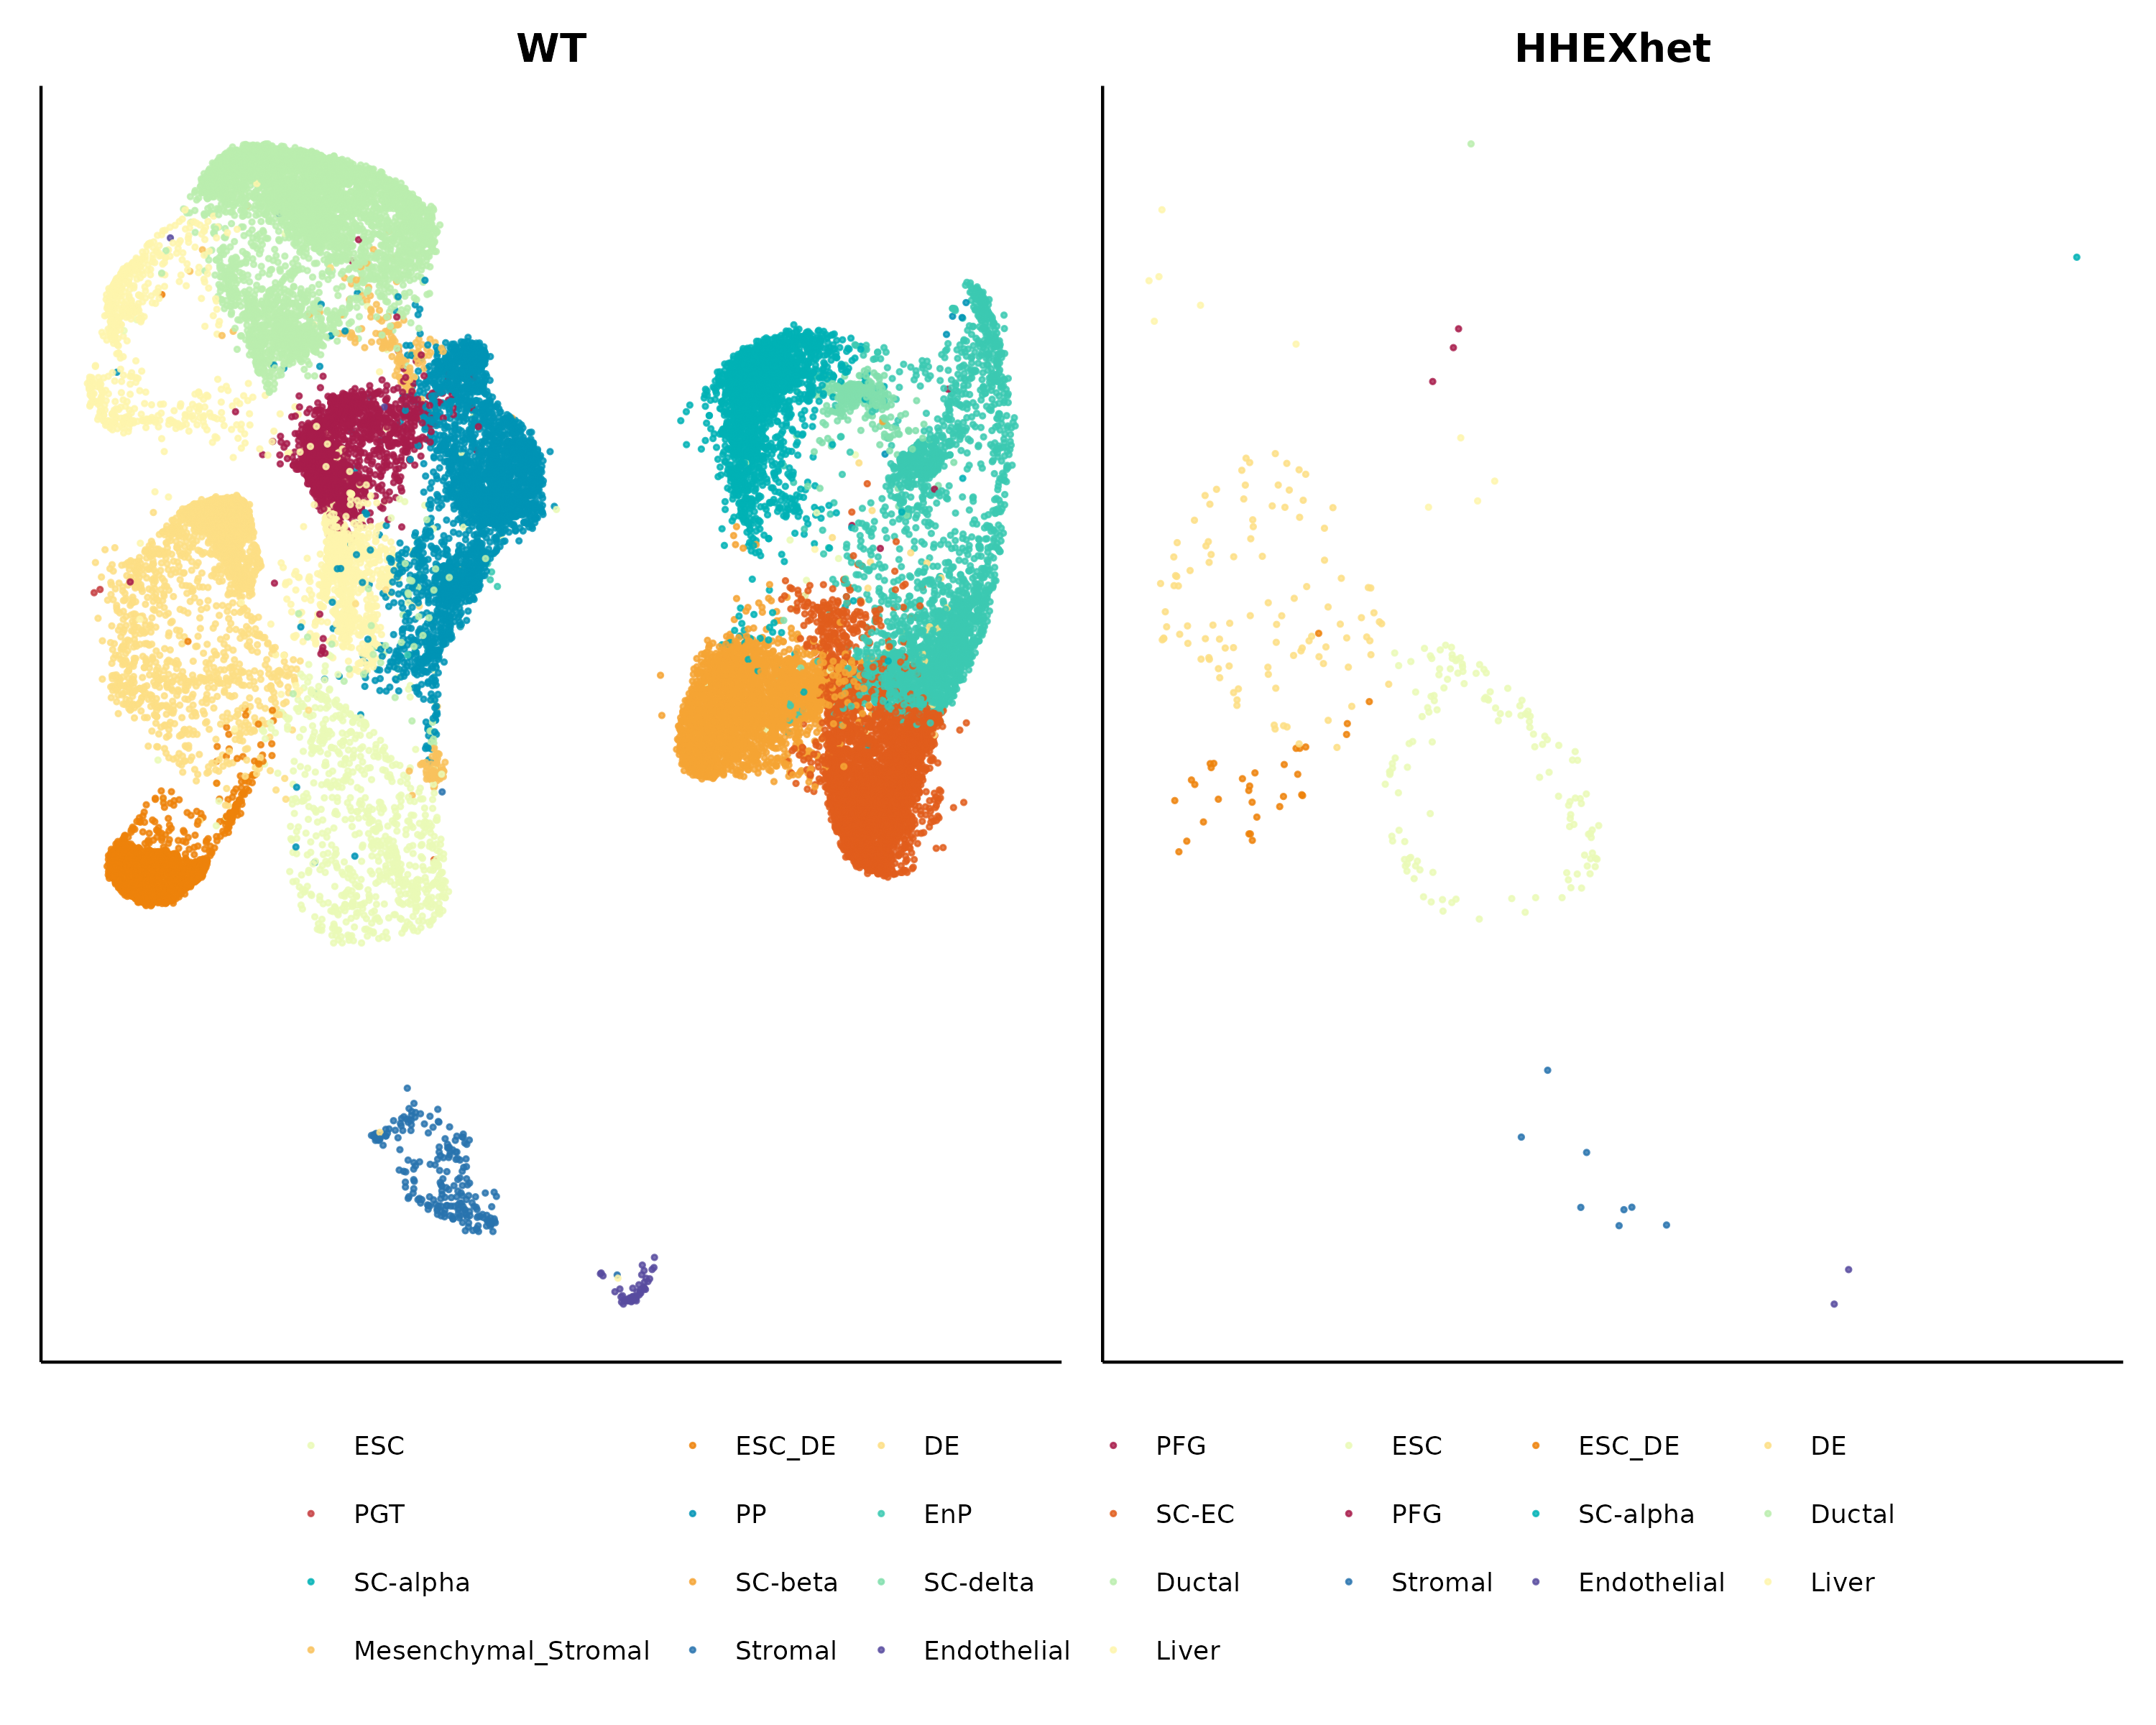 WT
HHEXhet
ESC ESC_DE DE PFG ESC ESC_DE DE
PGT PP EnP SC-EC PFG SC-alpha Ductal
SC-alpha SC-beta SC-delta Ductal Stromal Endothelial Liver
Mesenchymal_Stromal Stromal Endothelial Liver